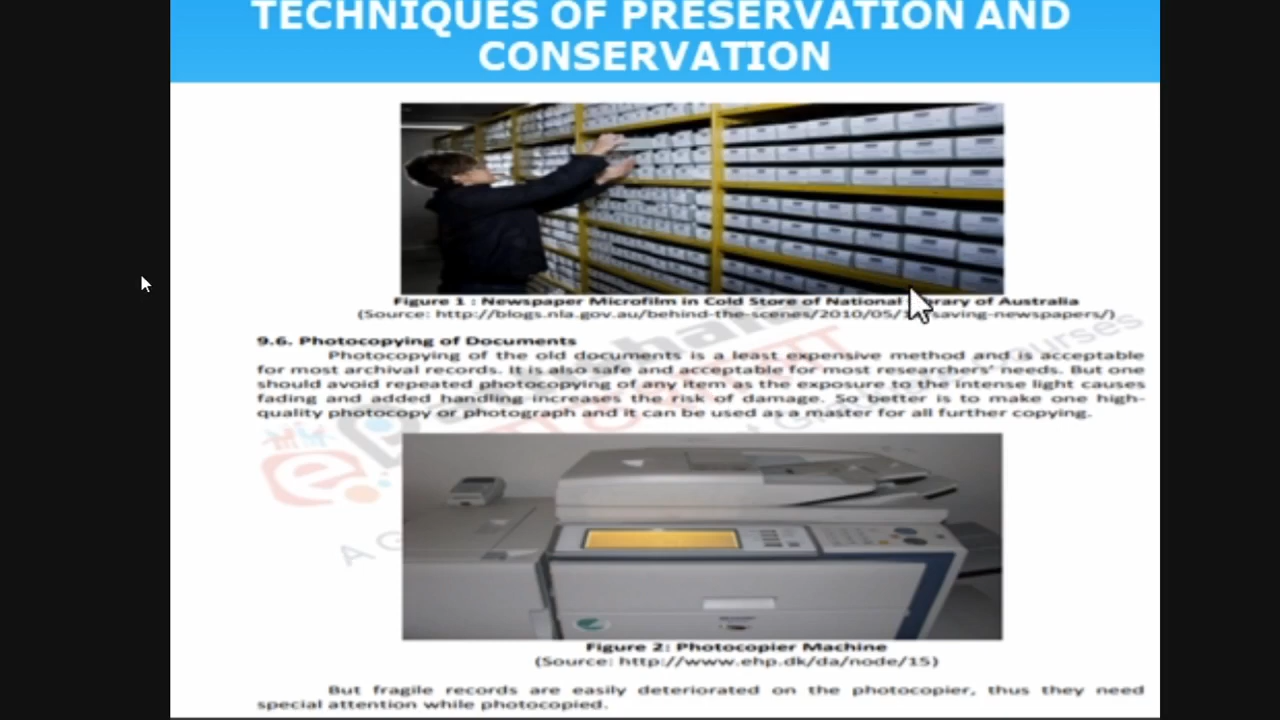 TECHNIQUES OF PRESERVATION AND
CONSERVATION
Figure 1 : Newspaper Microfilm in Cold Store of National of Australia
(Source: http://blogs.nla.gov.au/behind-the-scenes/2010/05/ saving-newspapers/)
9.6. Photocopying of Documents
Photocopying of the old documents is a least expensive method and is acceptable
for most archival records. It is also safe and acceptable for most researchers' needs. But one
should avoid repeated photocopying of any item as the exposure to the intense light causes
fading and added handling increases the risk of damage. So better is to make one high-
quality photocopy or photograph and it can be used as a master for all further copying.
Figure 2: Photocopier Machine
(Source: http://www.ehp.dk/da/node/15)
But fragile records are easily deteriorated on the photocopier, thus they need
special attention while photocopied.